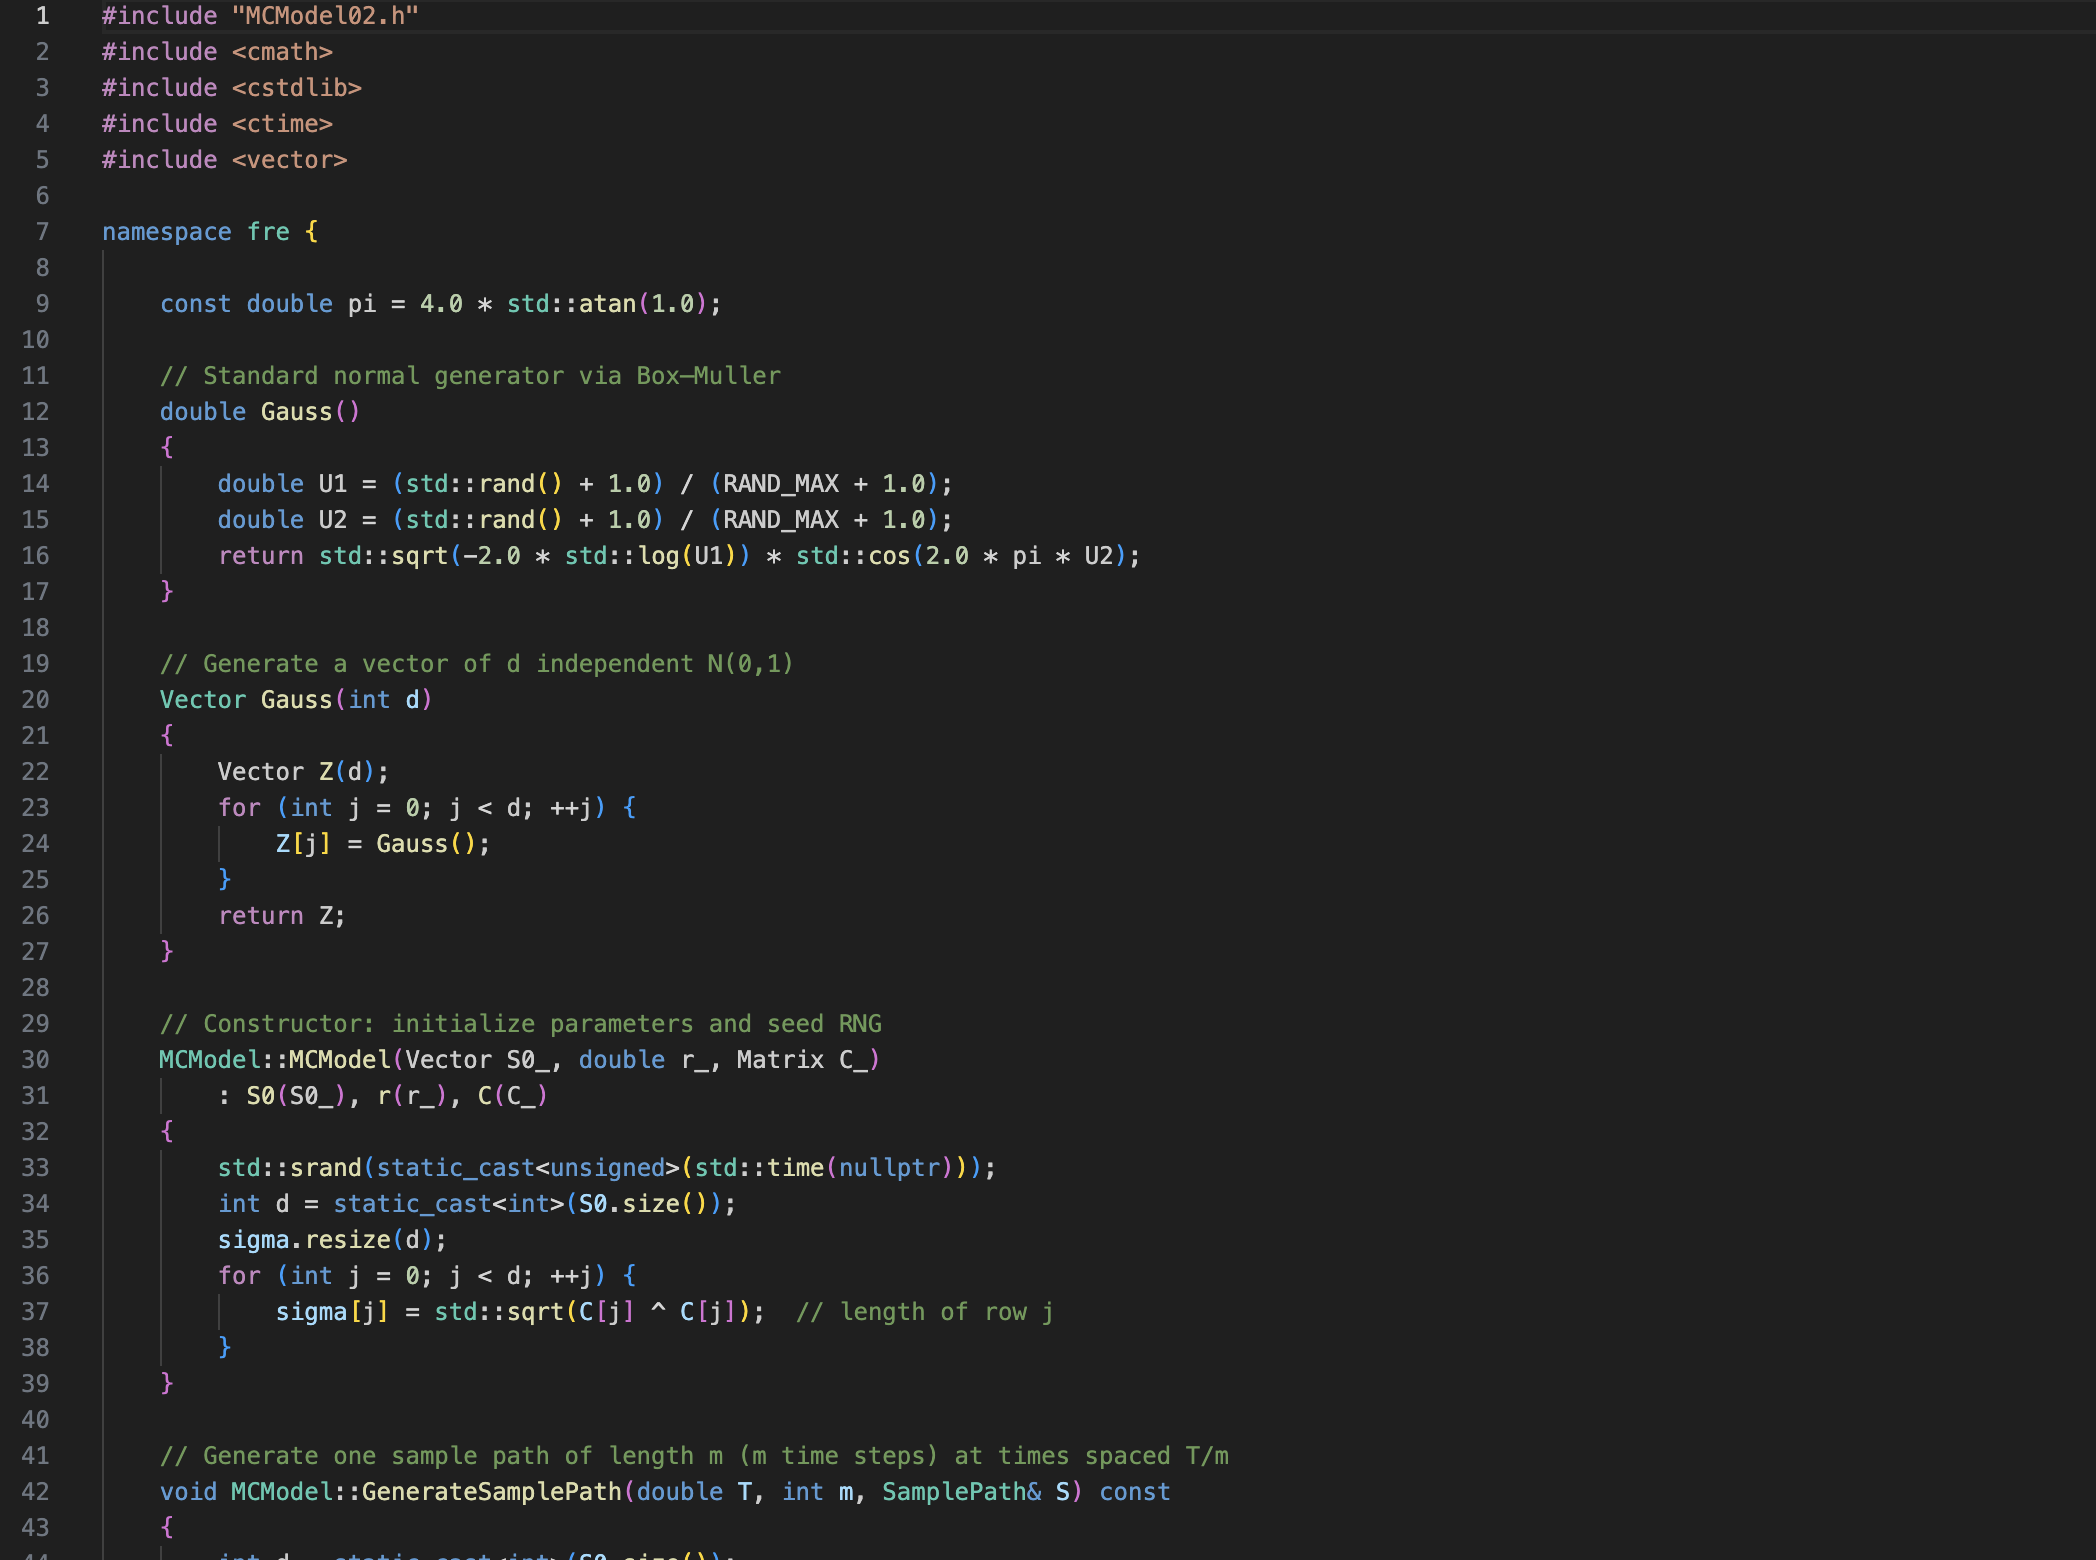 1 #include "MCModel02.h"
2 #include <cmath>
3 #include <cstdlib>
4 #include <ctime>
5 #include <vector>
6
7 namespace fre {
8
9     const double pi = 4.0 * std::atan(1.0);
10
11     // Standard normal generator via Box–Muller
12     double Gauss()
13     {
14         double U1 = (std::rand() + 1.0) / (RAND_MAX + 1.0);
15         double U2 = (std::rand() + 1.0) / (RAND_MAX + 1.0);
16         return std::sqrt(-2.0 * std::log(U1)) * std::cos(2.0 * pi * U2);
17     }
18
19     // Generate a vector of d independent N(0,1)
20     Vector Gauss(int d)
21     {
22         Vector Z(d);
23         for (int j = 0; j < d; ++j) {
24             Z[j] = Gauss();
25         }
26         return Z;
27     }
28
29     // Constructor: initialize parameters and seed RNG
30     MCModel::MCModel(Vector S0_, double r_, Matrix C_)
31         : S0(S0_), r(r_), C(C_)
32     {
33         std::srand(static_cast<unsigned>(std::time(nullptr)));
34         int d = static_cast<int>(S0.size());
35         sigma.resize(d);
36         for (int j = 0; j < d; ++j) {
37             sigma[j] = std::sqrt(C[j] ^ C[j]);  // length of row j
38         }
39     }
40
41     // Generate one sample path of length m (m time steps) at times spaced T/m
42     void MCModel::GenerateSamplePath(double T, int m, SamplePath& S) const
43     {
44         int d = static_cast<int>(S0.size());